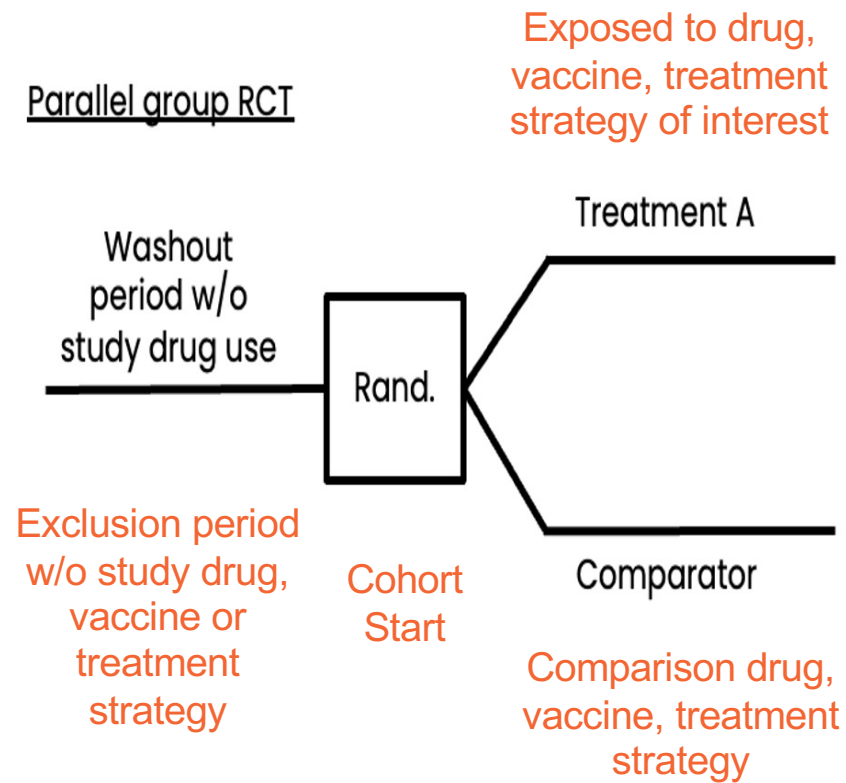 Parallel group RCT
Exposed to drug,
vaccine, treatment
strategy of interest
Washout
period w/o
study drug use
Rand.
Treatment A
Comparator
Exclusion period
w/o study drug,
vaccine or
treatment
strategy
Cohort
Start
Comparison drug,
vaccine, treatment
strategy